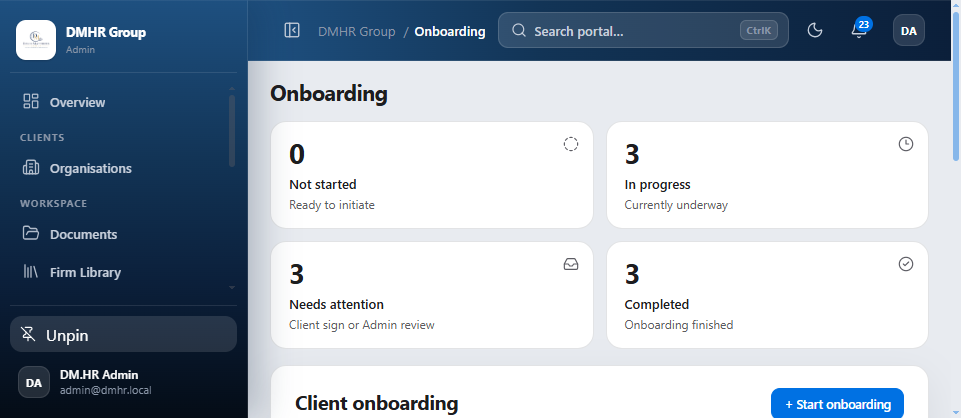 DMHR Group
Admin
Overview
CLIENTS
Organisations
WORKSPACE
Documents
Firm Library
Unpin
DA
DM.HR Admin
admin@dmhr.local
DMHR Group / Onboarding
Search portal...
CtrlK
23
DA
Onboarding
0
Not started
Ready to initiate
3
In progress
Currently underway
3
Needs attention
Client sign or Admin review
3
Completed
Onboarding finished
Client onboarding
+ Start onboarding